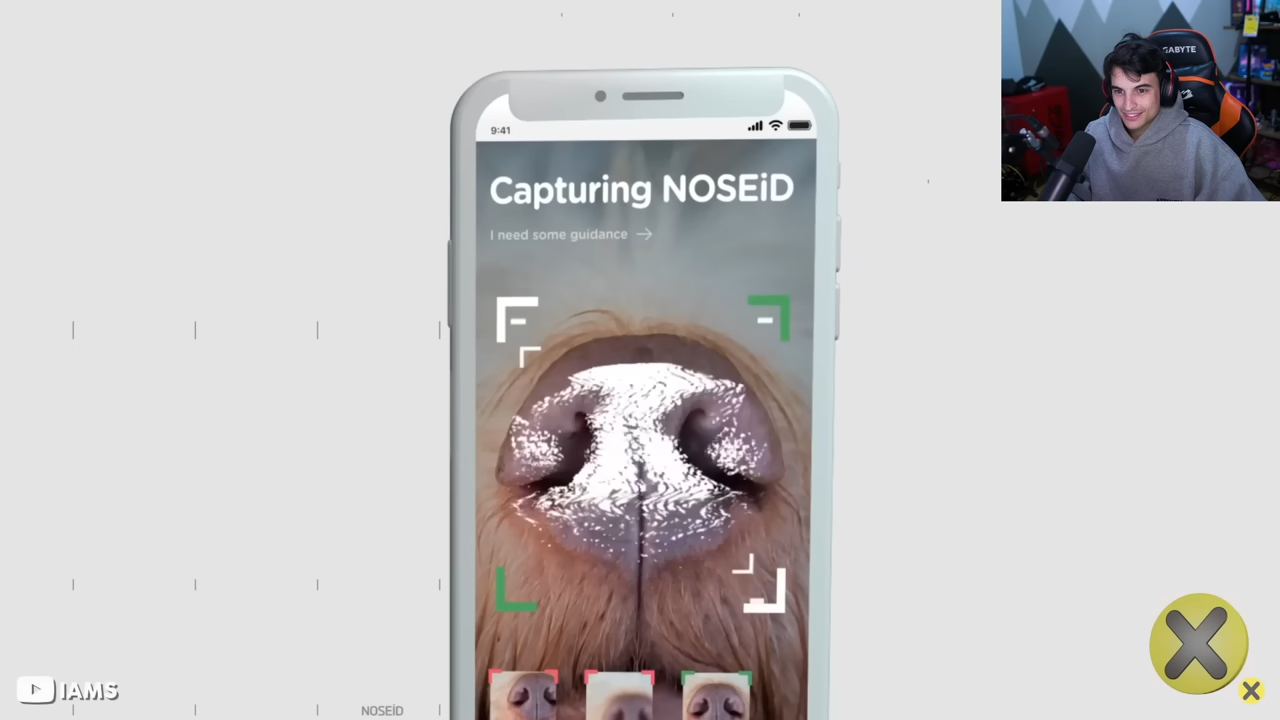 GABYTE
9:41
Capturing NOSEiD
I need some guidance →
IAMS
NOSEiD